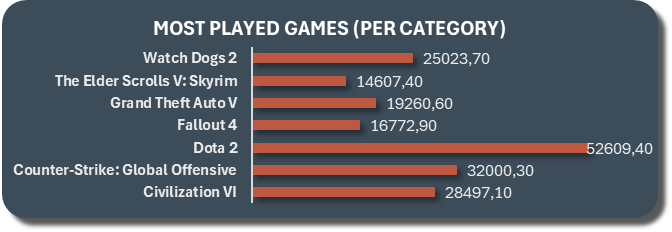 MOST PLAYED GAMES (PER CATEGORY)
Watch Dogs 2 25023,70
The Elder Scrolls V: Skyrim 14607,40
Grand Theft Auto V 19260,60
Fallout 4 16772,90
Dota 2 52609,40
Counter-Strike: Global Offensive 32000,30
Civilization VI 28497,10